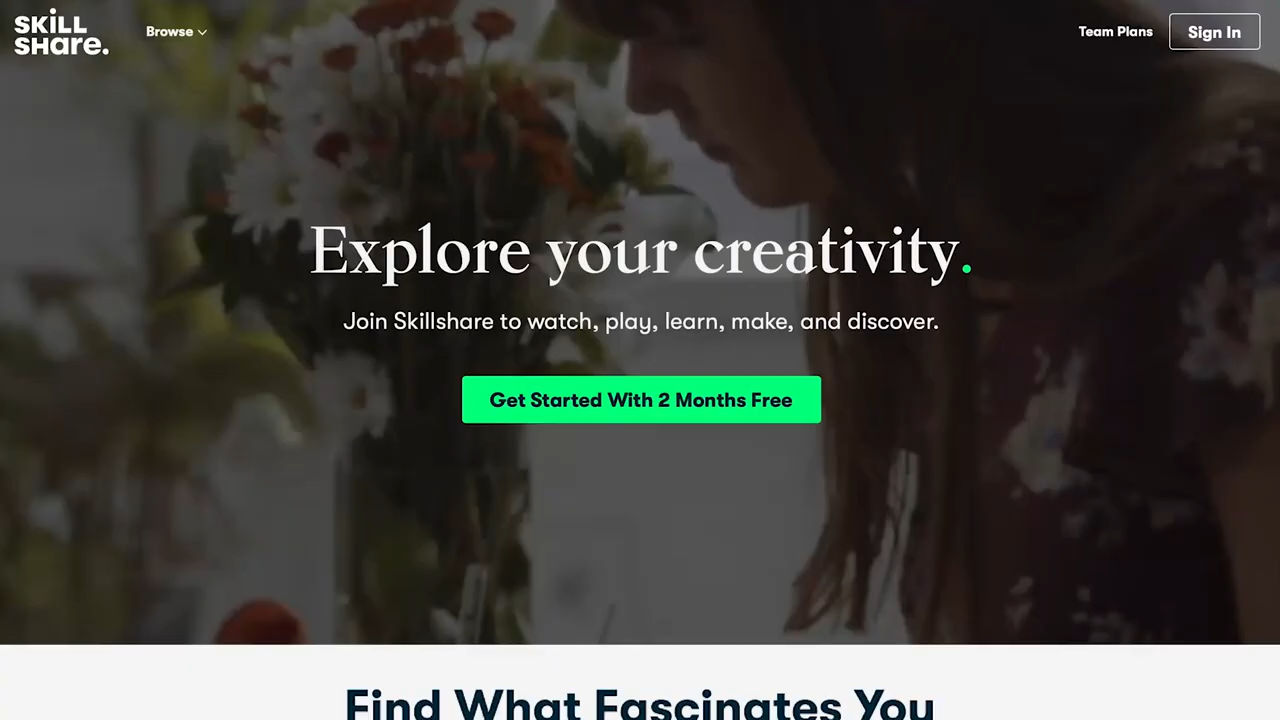 SKiLL
SHare.
Browse
Team Plans
Sign In
Explore your creativity.
Join Skillshare to watch, play, learn, make, and discover.
Get Started With 2 Months Free
Find What Fascinates You